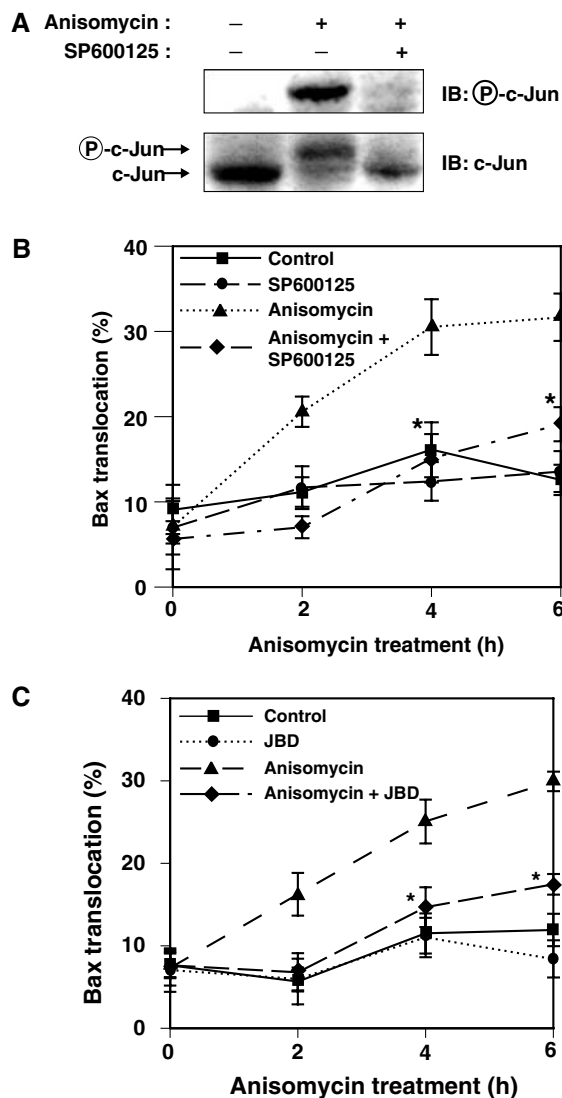 A
Anisomycin : – + +
SP600125 : – – +
IB: Ⓟ-c-Jun
Ⓟ-c-Jun→
c-Jun→
IB: c-Jun
B
40
30
20
10
0
Bax translocation (%)
Control
SP600125
Anisomycin
Anisomycin +
SP600125
*
*
0 2 4 6
Anisomycin treatment (h)
C
40
30
20
10
0
Bax translocation (%)
Control
JBD
Anisomycin
Anisomycin + JBD
*
*
0 2 4 6
Anisomycin treatment (h)